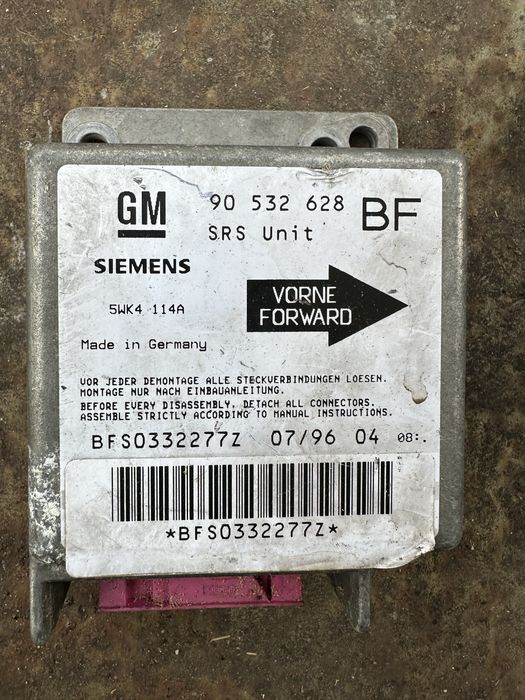 GM 90 532 628 BF
SRS Unit
SIEMENS
5WK4 114A
VORNE
FORWARD
Made in Germany
VOR JEDER DEMONTAGE ALLE STECKVERBINDUNGEN LOESEN.
MONTAGE NUR NACH EINBAUANLEITUNG.
BEFORE EVERY DISASSEMBLY, DETACH ALL CONNECTORS.
ASSEMBLE STRICTLY ACCORDING TO MANUAL INSTRUCTIONS.
BFS0332277Z 07/96 04 08:.
*BFS0332277Z*